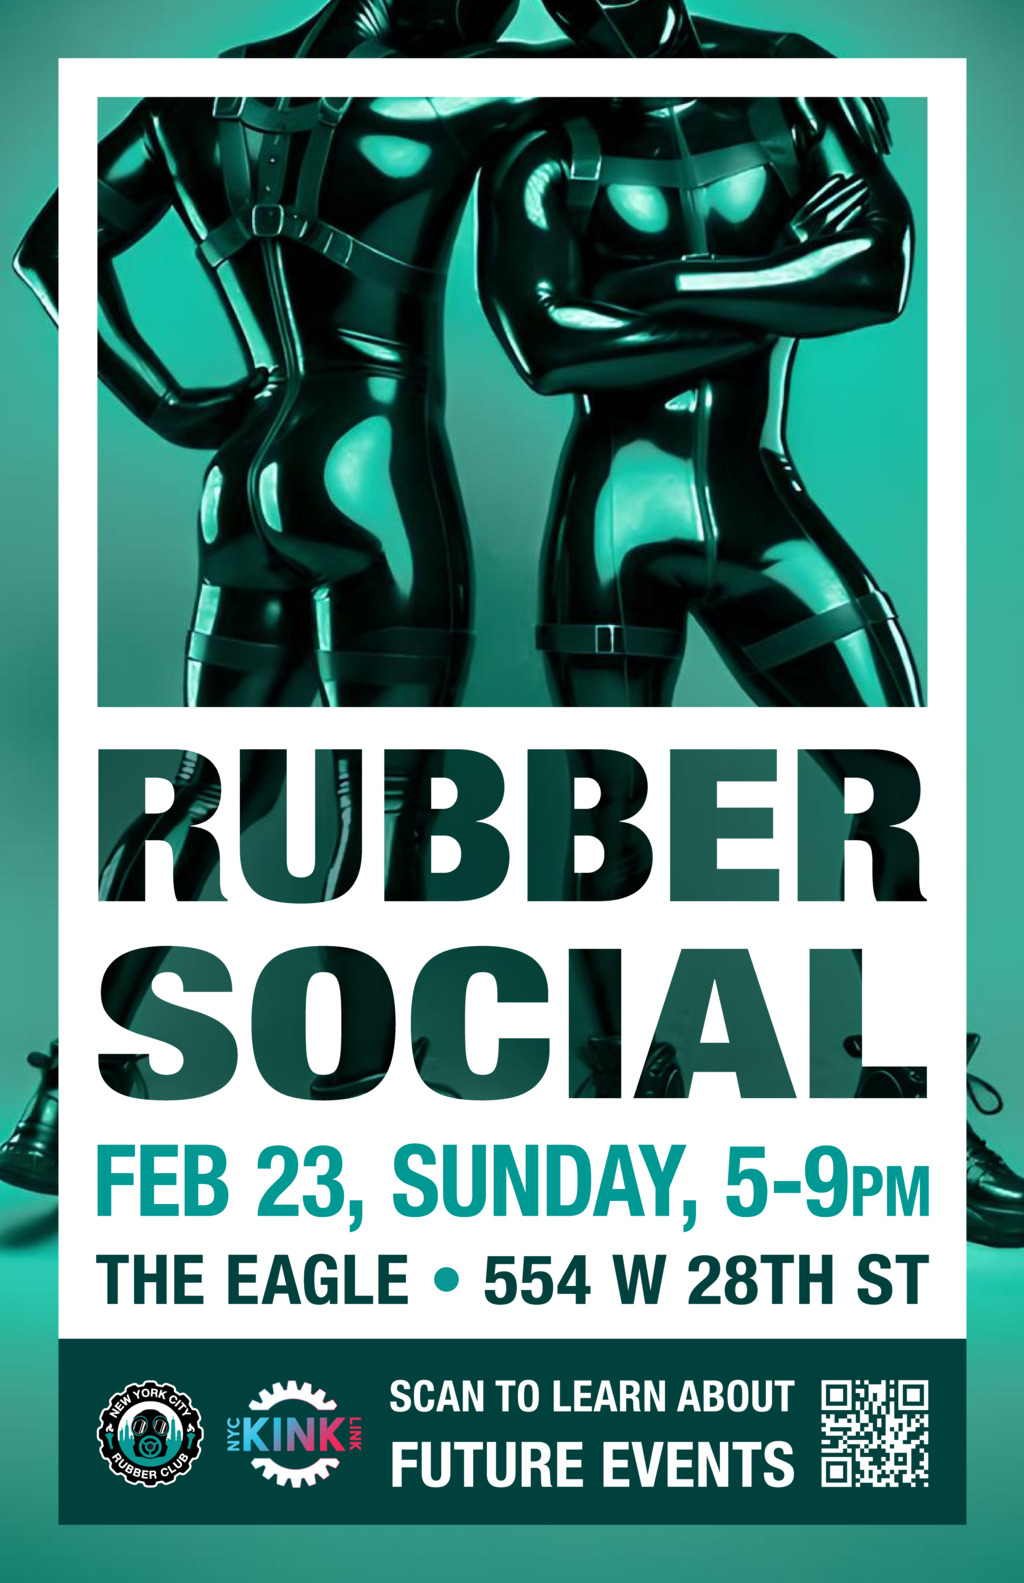 RUBBER
SOCIAL
FEB 23, SUNDAY, 5-9PM
THE EAGLE • 554 W 28TH ST
NEW YORK CITY
RUBBER CLUB
NYC
KINK
LINK
SCAN TO LEARN ABOUT
FUTURE EVENTS